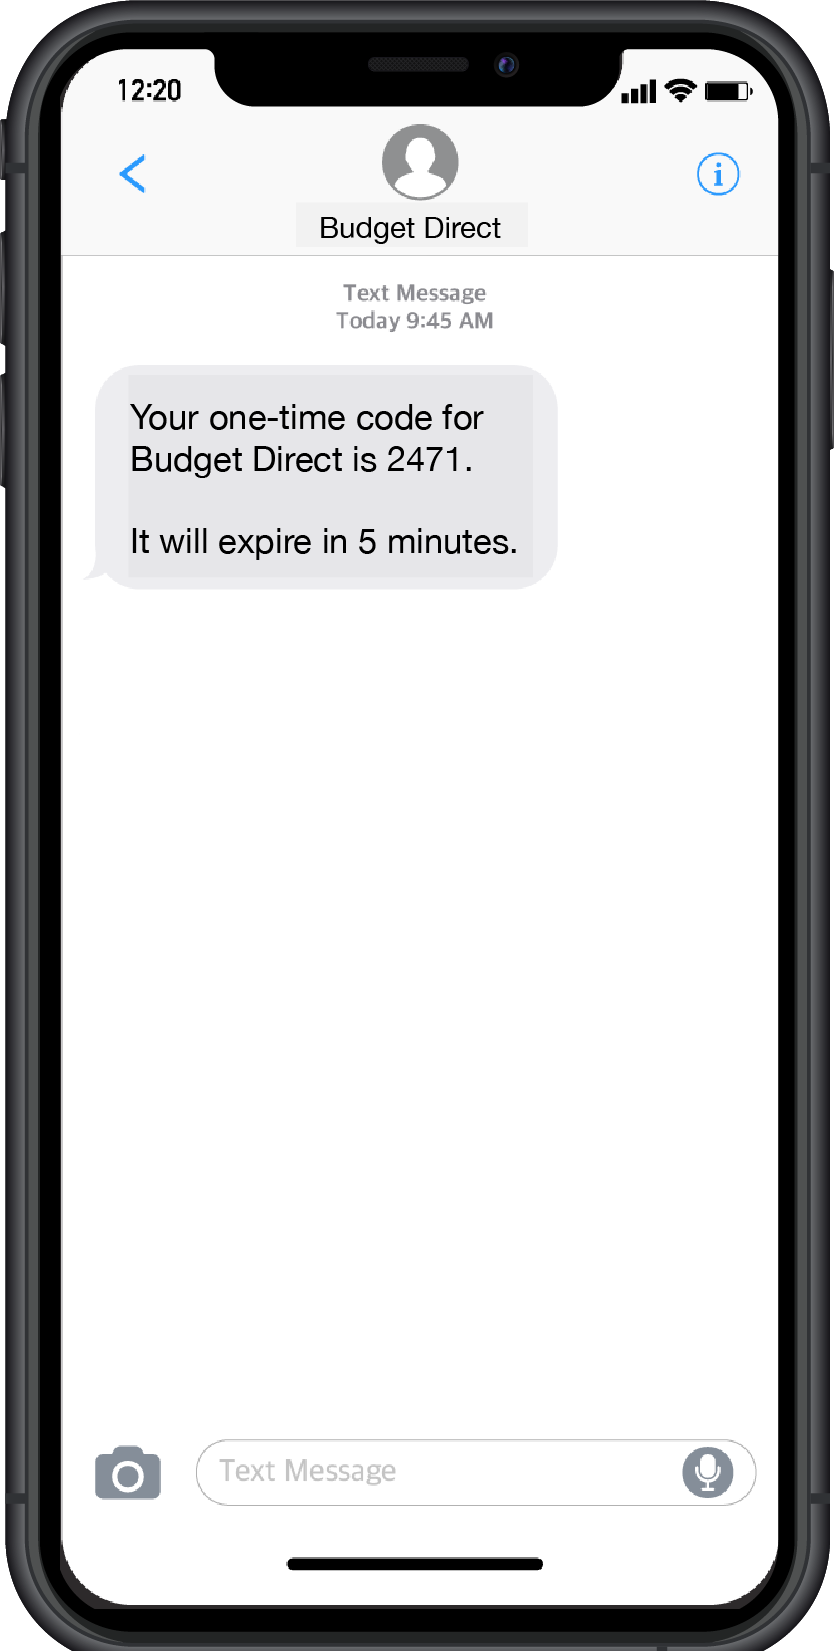 12:20
Budget Direct
Text Message
Today 9:45 AM
Your one-time code for
Budget Direct is 2471.
It will expire in 5 minutes.
Text Message